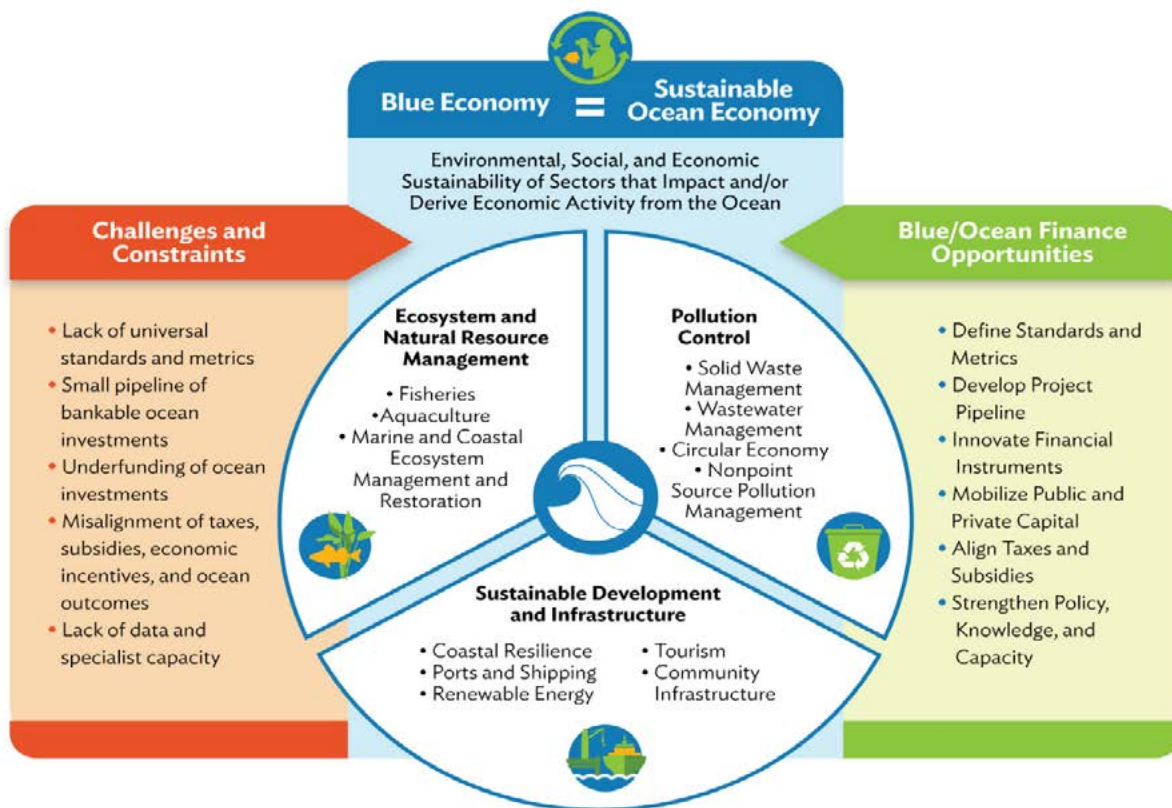 Blue Economy = Sustainable
Ocean Economy
Environmental, Social, and Economic
Sustainability of Sectors that Impact and/or
Derive Economic Activity from the Ocean
Challenges and
Constraints
• Lack of universal
standards and metrics
• Small pipeline of
bankable ocean
investments
• Underfunding of ocean
investments
• Misalignment of taxes,
subsidies, economic
incentives, and ocean
outcomes
• Lack of data and
specialist capacity
Ecosystem and
Natural Resource
Management
• Fisheries
•Aquaculture
• Marine and Coastal
Ecosystem
Management and
Restoration
Pollution
Control
• Solid Waste
Management
• Wastewater
Management
• Circular Economy
• Nonpoint
Source Pollution
Management
Sustainable Development
and Infrastructure
• Coastal Resilience
• Ports and Shipping
• Renewable Energy
• Tourism
• Community
Infrastructure
Blue/Ocean Finance
Opportunities
• Define Standards and
Metrics
• Develop Project
Pipeline
• Innovate Financial
Instruments
• Mobilize Public and
Private Capital
• Align Taxes and
Subsidies
• Strengthen Policy,
Knowledge, and
Capacity